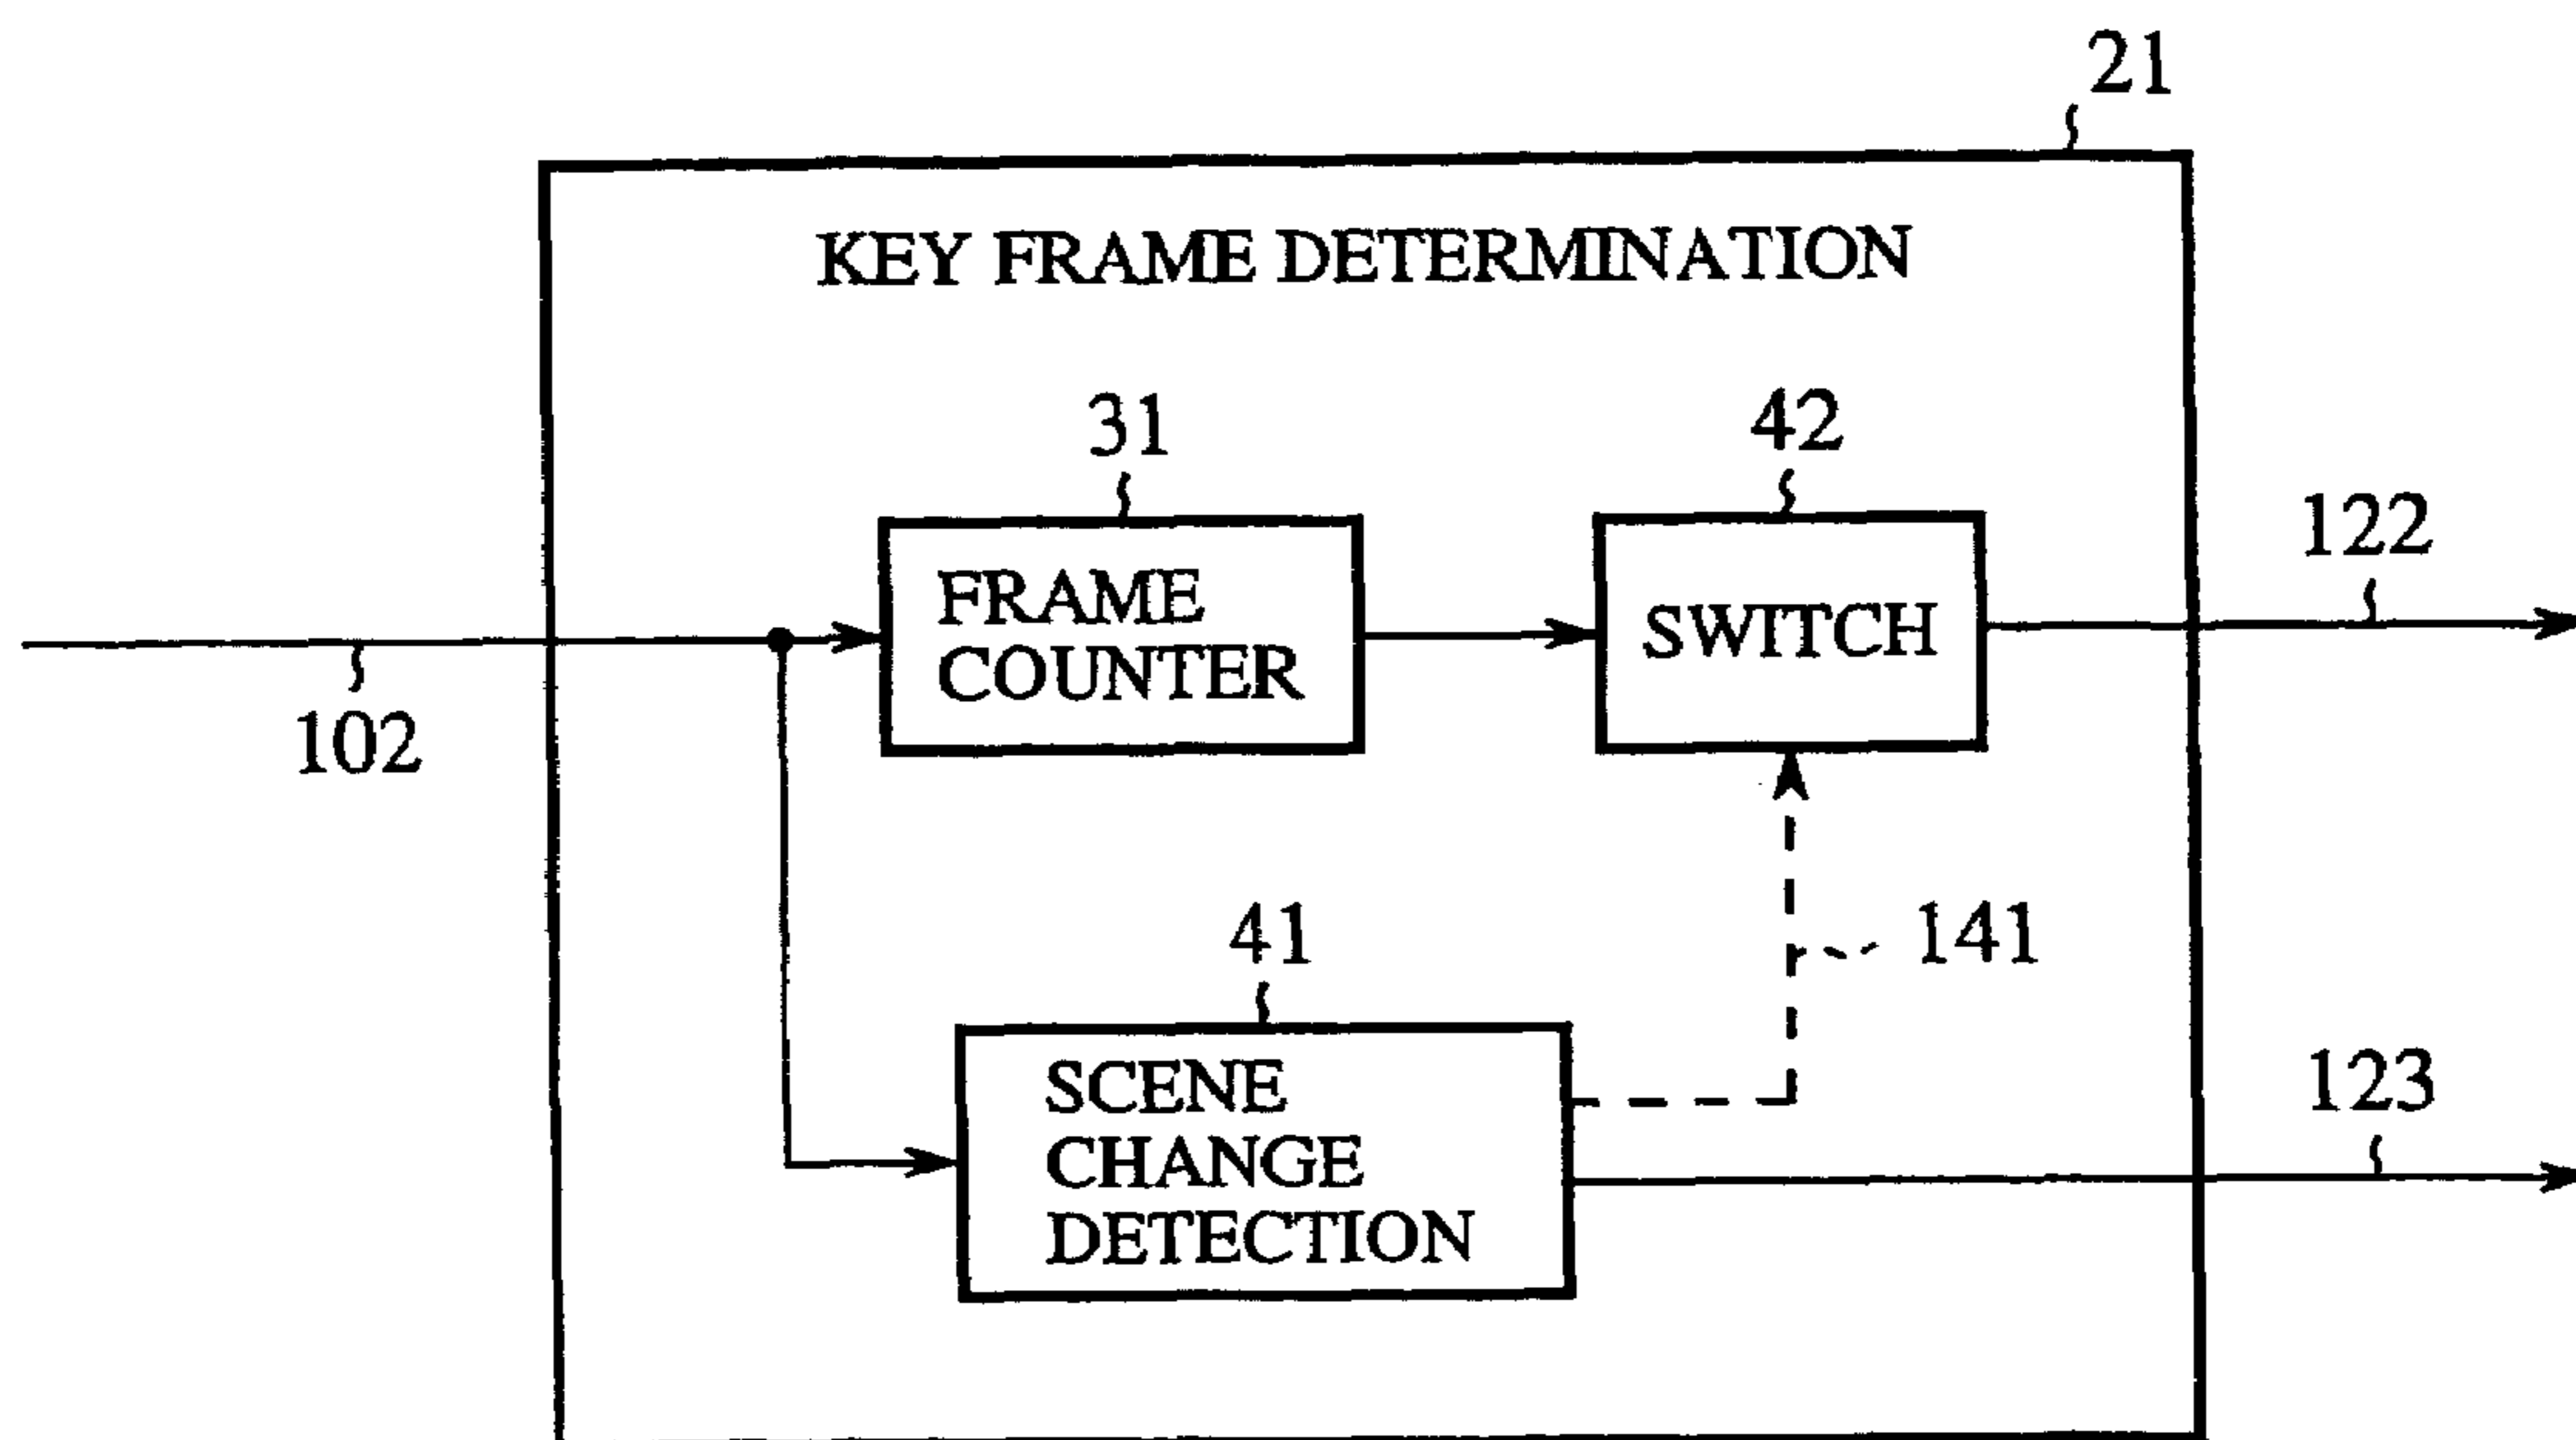 21
KEY FRAME DETERMINATION
31
42
FRAME
COUNTER
SWITCH
122
102
41
141
SCENE
CHANGE
DETECTION
123